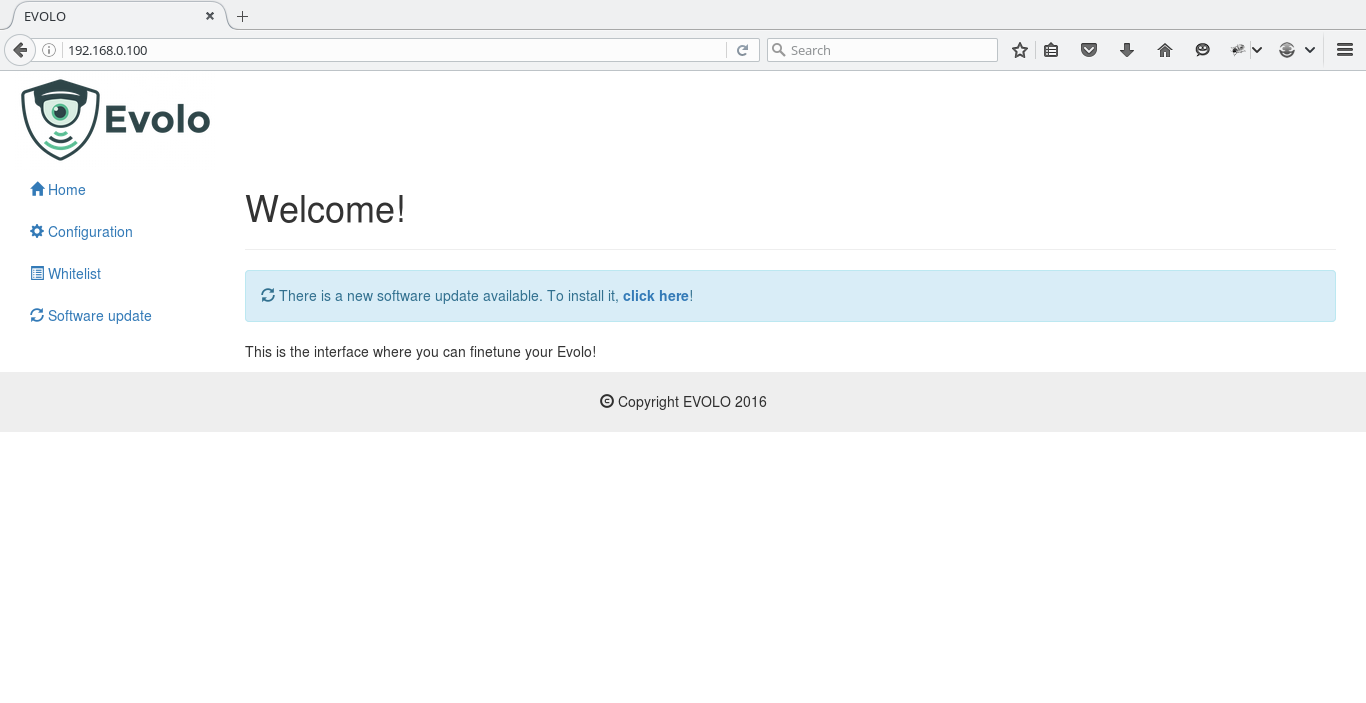 EVOLO
192.168.0.100
Search
Evolo
Home
Configuration
Whitelist
Software update
Welcome!
There is a new software update available. To install it, click here!
This is the interface where you can finetune your Evolo!
© Copyright EVOLO 2016